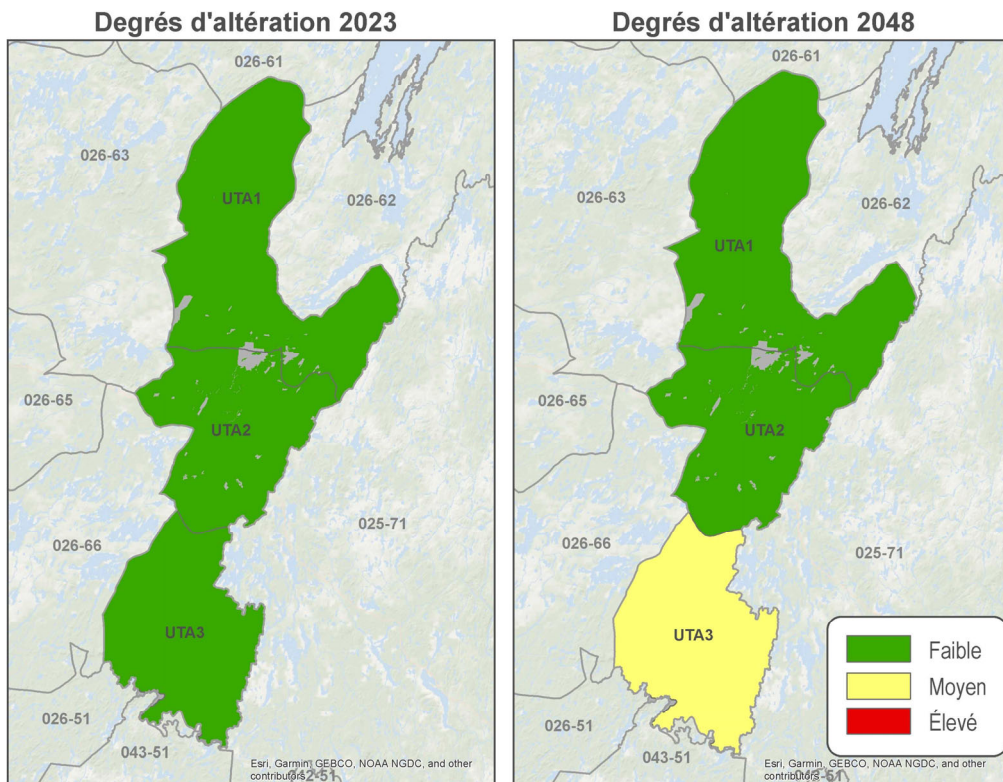 Degrés d'altération 2023
026-61
026-63
UTA1
026-62
026-65
UTA2
026-66
025-71
UTA3
026-51
043-51
Esri, Garmin, GEBCO, NOAA NGDC, and other
contributors
Degrés d'altération 2048
026-61
026-63
026-62
UTA1
026-65
UTA2
026-66
025-71
UTA3
026-51
043-51
Faible
Moyen
Élevé
Esri, Garmin, GEBCO, NOAA NGDC, and other
contributors